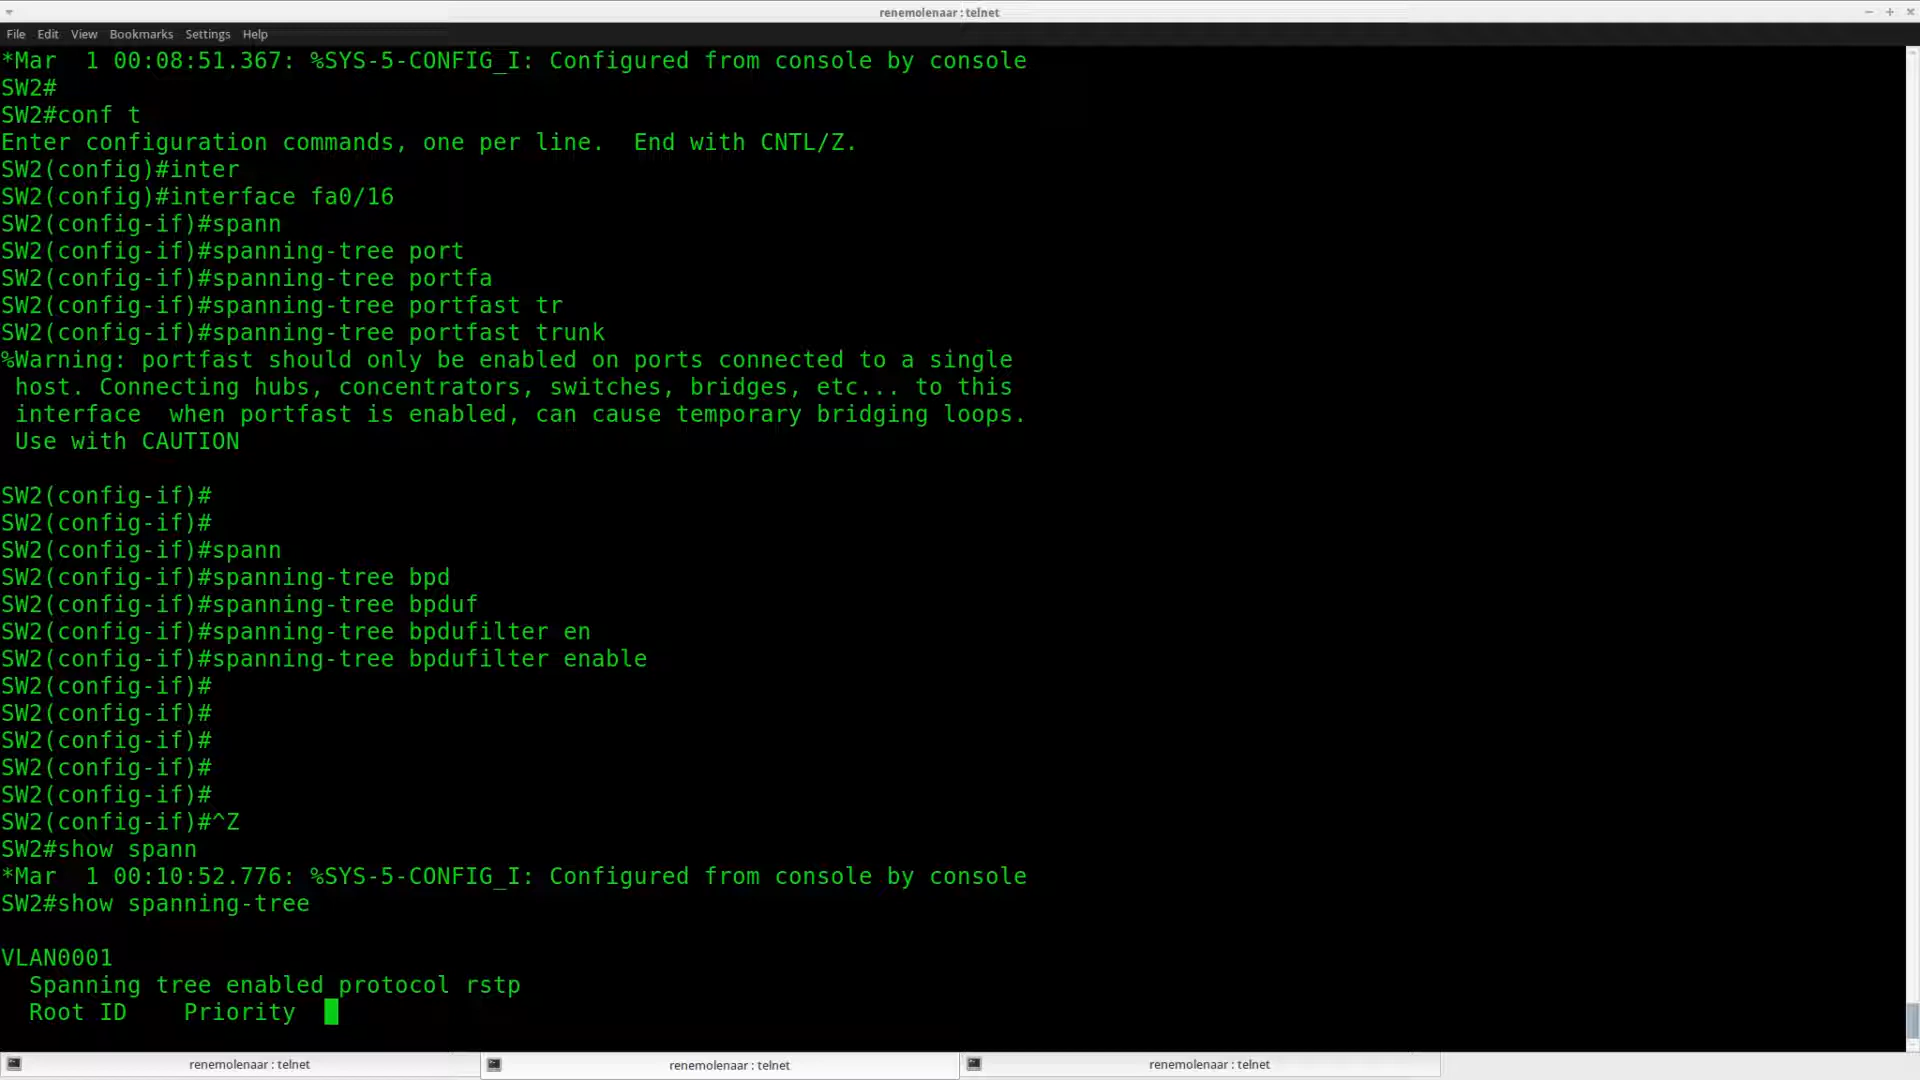 renemolenaar : telnet
File Edit View Bookmarks Settings Help
*Mar  1 00:08:51.367: %SYS-5-CONFIG_I: Configured from console by console
SW2#
SW2#conf t
Enter configuration commands, one per line.  End with CNTL/Z.
SW2(config)#inter
SW2(config)#interface fa0/16
SW2(config-if)#spann
SW2(config-if)#spanning-tree port
SW2(config-if)#spanning-tree portfa
SW2(config-if)#spanning-tree portfast tr
SW2(config-if)#spanning-tree portfast trunk
%Warning: portfast should only be enabled on ports connected to a single
 host. Connecting hubs, concentrators, switches, bridges, etc... to this
 interface  when portfast is enabled, can cause temporary bridging loops.
 Use with CAUTION
SW2(config-if)#
SW2(config-if)#
SW2(config-if)#spann
SW2(config-if)#spanning-tree bpd
SW2(config-if)#spanning-tree bpduf
SW2(config-if)#spanning-tree bpdufilter en
SW2(config-if)#spanning-tree bpdufilter enable
SW2(config-if)#
SW2(config-if)#
SW2(config-if)#
SW2(config-if)#
SW2(config-if)#
SW2(config-if)#^Z
SW2#show spann
*Mar  1 00:10:52.776: %SYS-5-CONFIG_I: Configured from console by console
SW2#show spanning-tree
VLAN0001
  Spanning tree enabled protocol rstp
  Root ID    Priority
renemolenaar : telnet
renemolenaar : telnet
renemolenaar : telnet